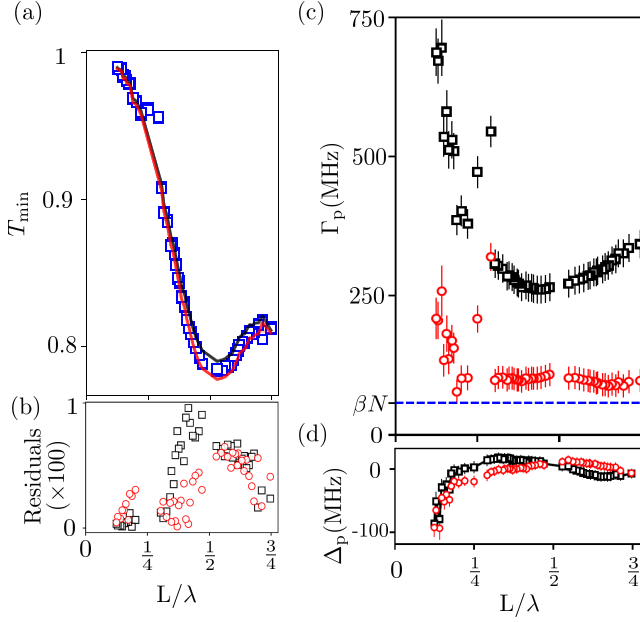 (a)
1
0.9
0.8
T_min
(b)
1
0
Residuals
(×100)
0
1/4
1/2
3/4
L/λ
(c)
750
500
250
βN
0
Γ_p(MHz)
(d)
0
-100
Δ_p(MHz)
0
1/4
1/2
3/4
L/λ